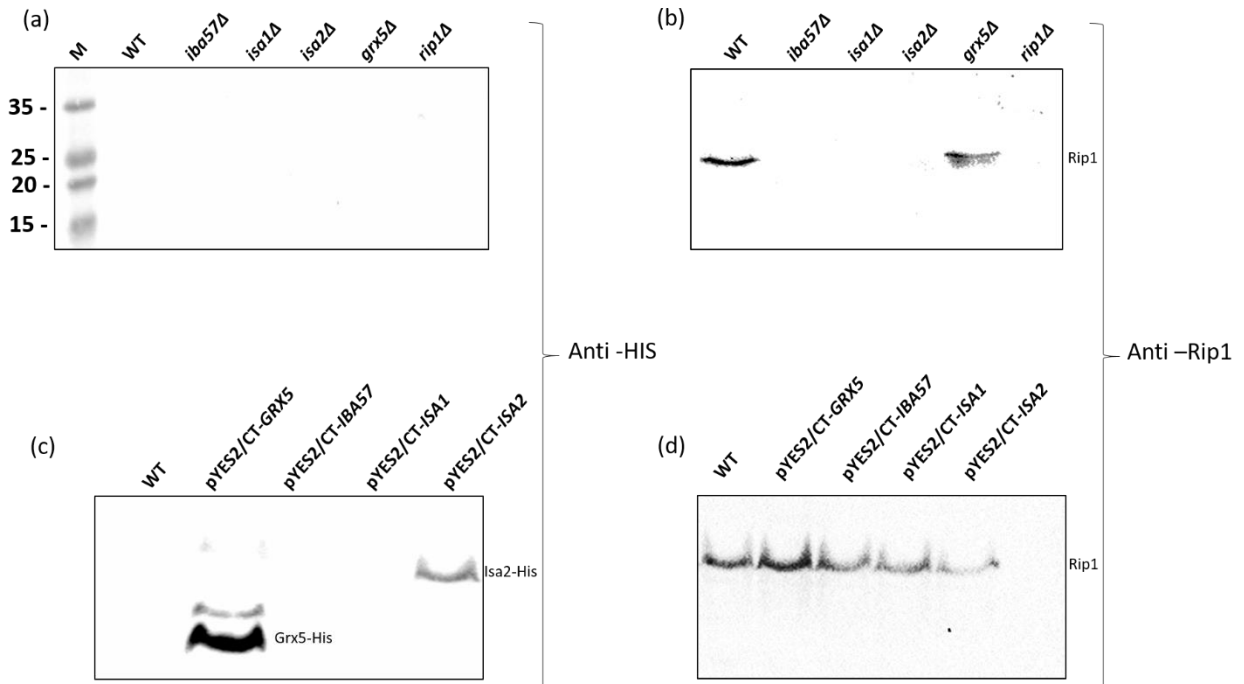 (a)
M
WT
iba57Δ
isa1Δ
isa2Δ
grx5Δ
rip1Δ
35 -
25 -
20 -
15 -
(b)
WT
iba57Δ
isa1Δ
isa2Δ
grx5Δ
rip1Δ
Rip1
Anti -HIS
Anti –Rip1
(c)
WT
pYES2/CT-GRX5
pYES2/CT-IBA57
pYES2/CT-ISA1
pYES2/CT-ISA2
Isa2-His
Grx5-His
(d)
WT
pYES2/CT-GRX5
pYES2/CT-IBA57
pYES2/CT-ISA1
pYES2/CT-ISA2
Rip1